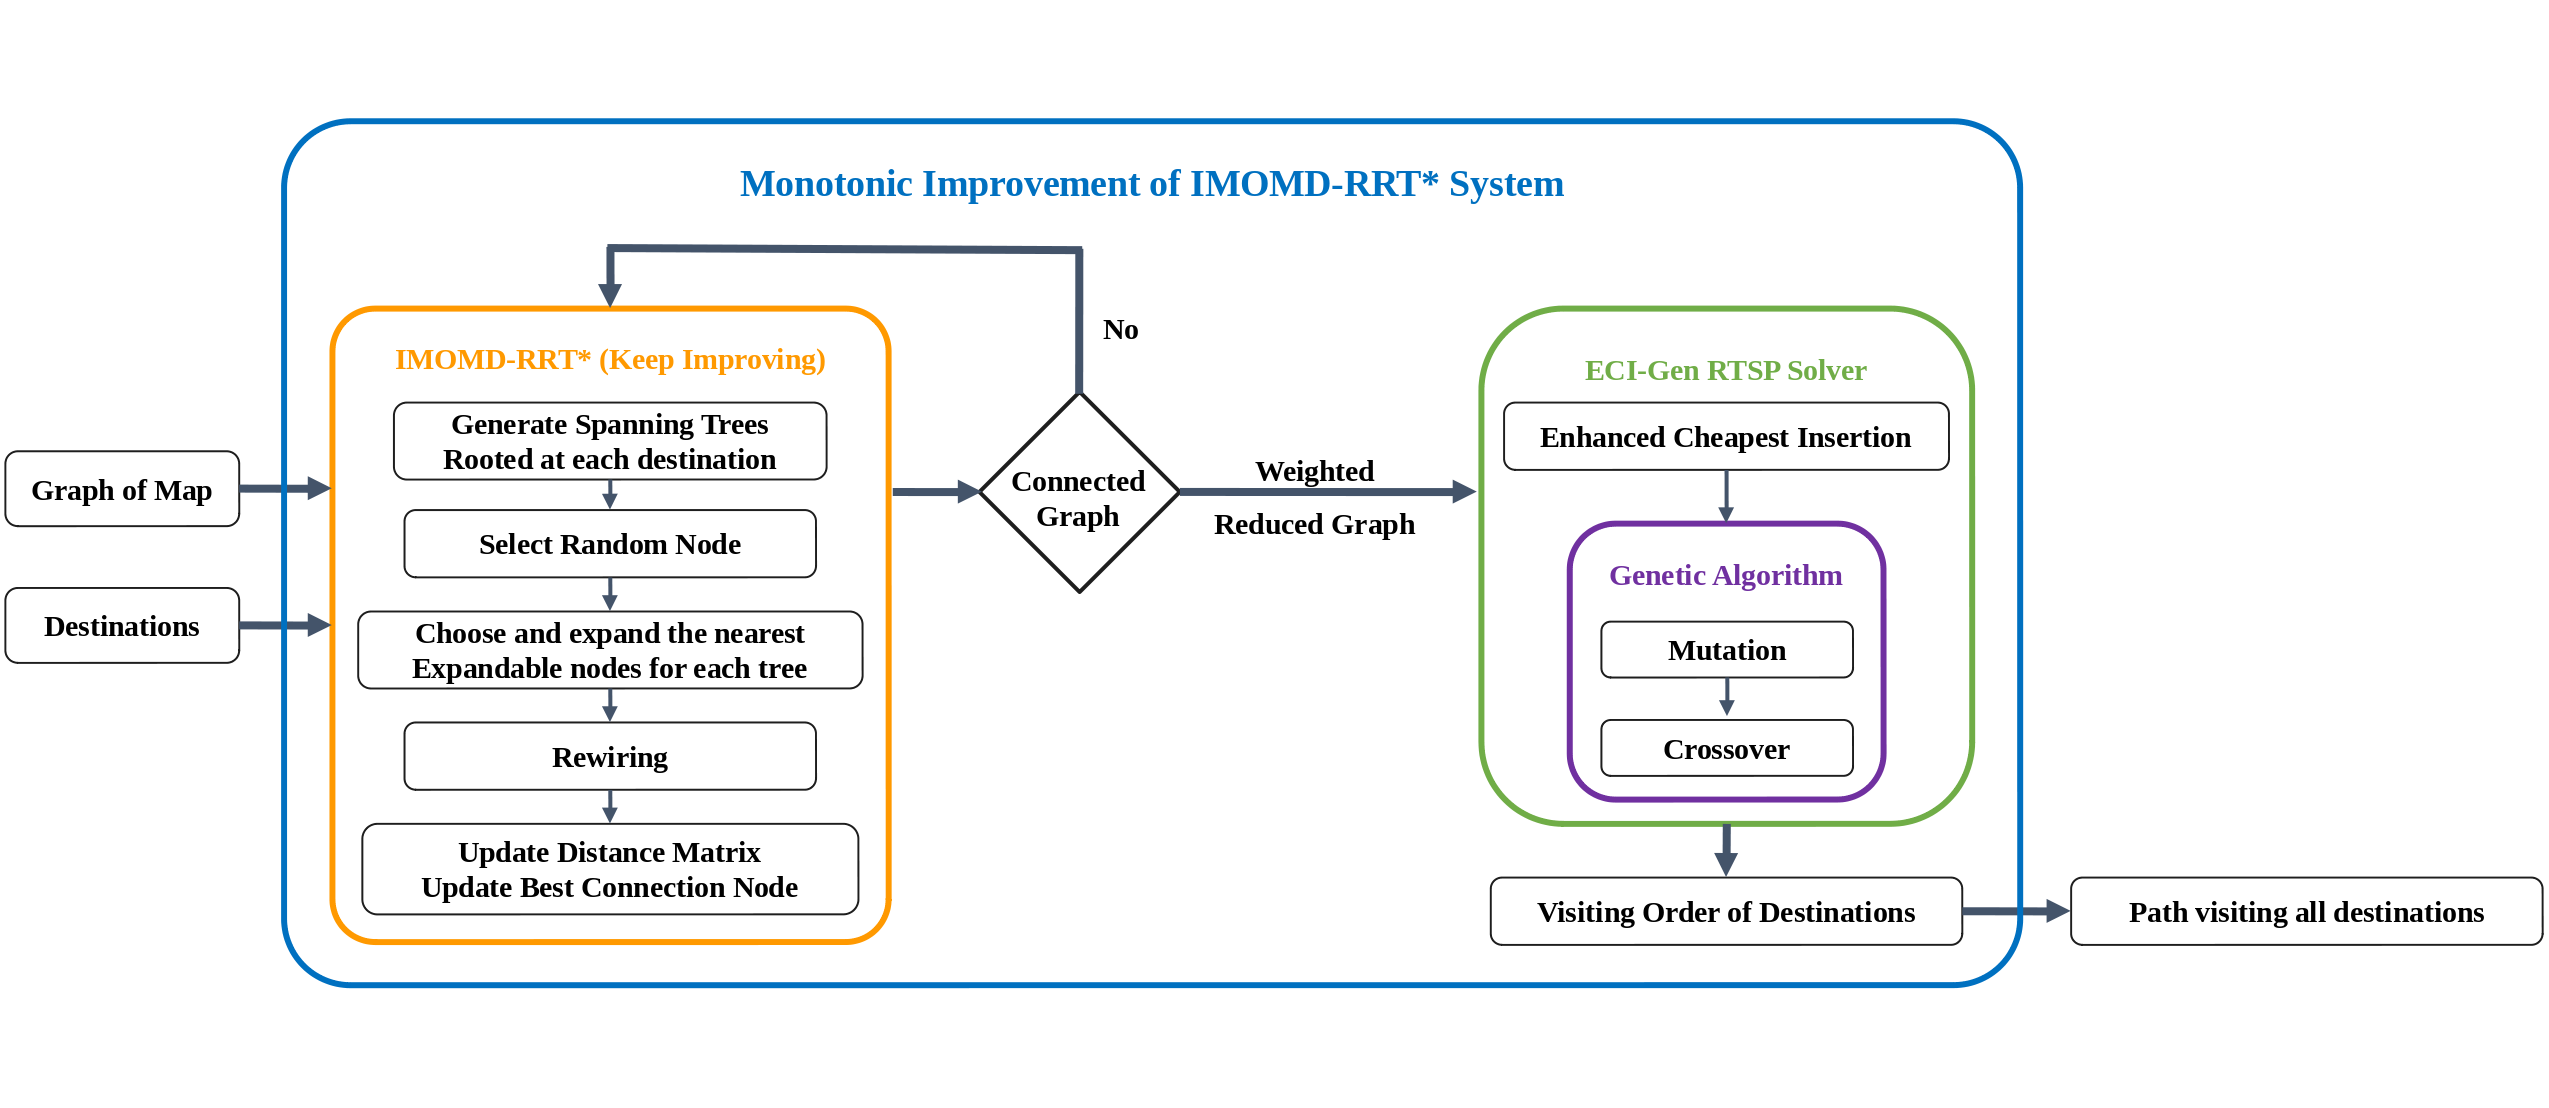 Monotonic Improvement of IMOMD-RRT* System
Graph of Map
Destinations
IMOMD-RRT* (Keep Improving)
Generate Spanning Trees
Rooted at each destination
Select Random Node
Choose and expand the nearest
Expandable nodes for each tree
Rewiring
Update Distance Matrix
Update Best Connection Node
No
Connected
Graph
Weighted
Reduced Graph
ECI-Gen RTSP Solver
Enhanced Cheapest Insertion
Genetic Algorithm
Mutation
Crossover
Visiting Order of Destinations
Path visiting all destinations